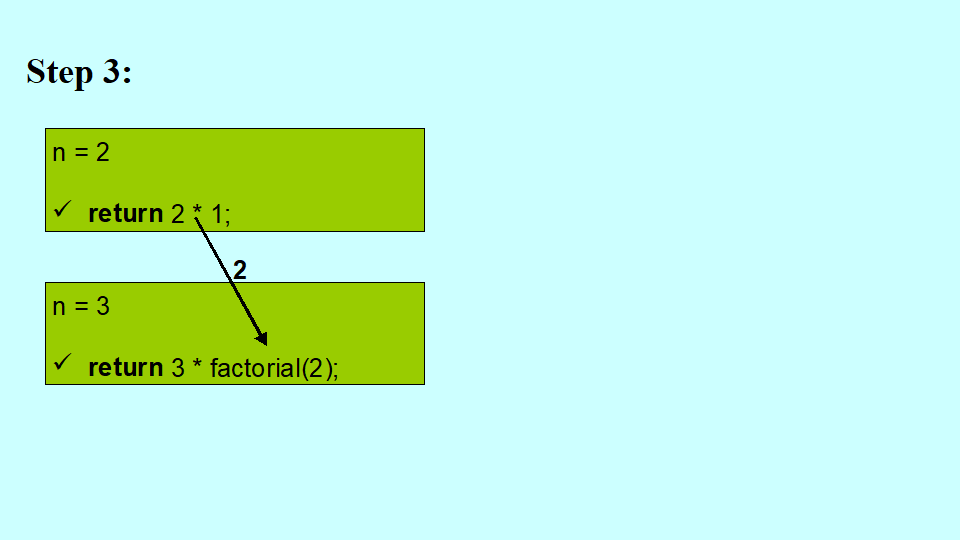 Step 3:
n = 2
✓ return 2 * 1;
2
n = 3
✓ return 3 * factorial(2);